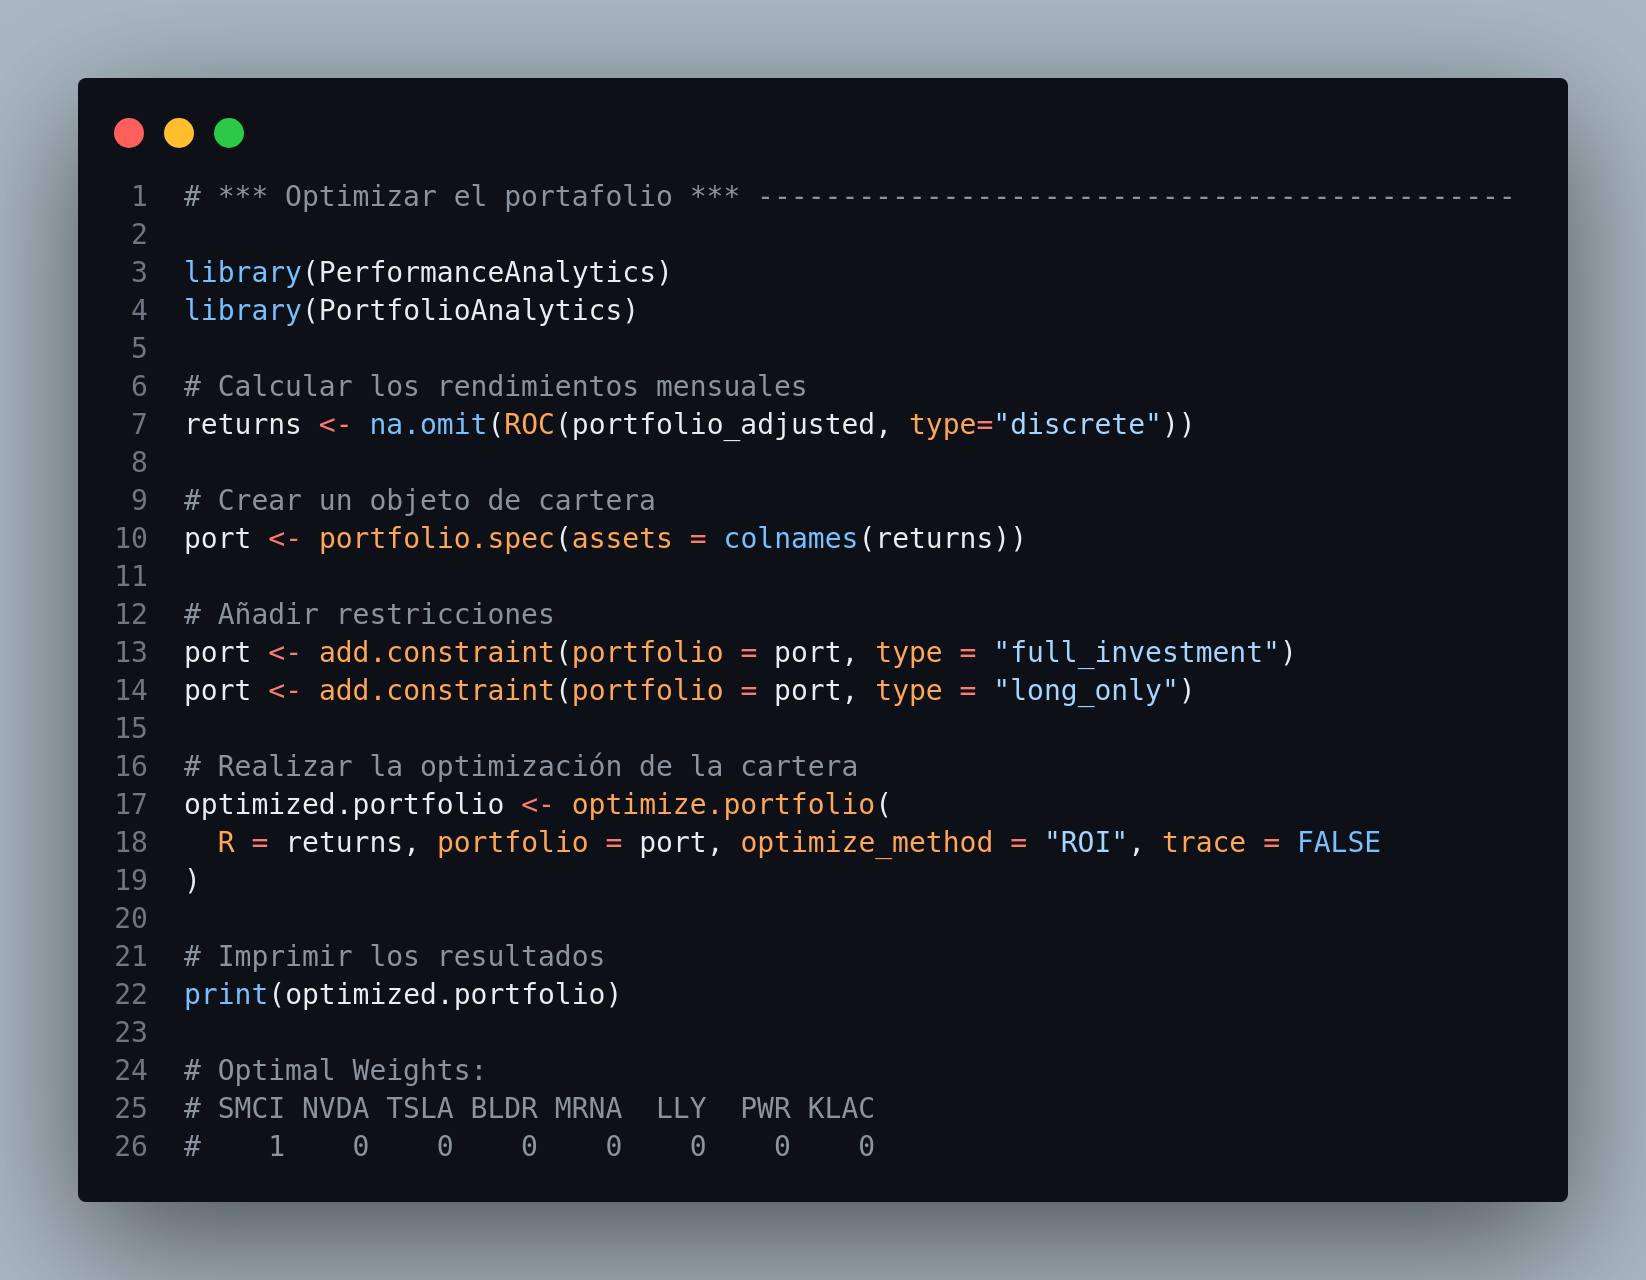 1 # *** Optimizar el portafolio *** ---------------------------------------------
2
3 library(PerformanceAnalytics)
4 library(PortfolioAnalytics)
5
6 # Calcular los rendimientos mensuales
7 returns <- na.omit(ROC(portfolio_adjusted, type="discrete"))
8
9 # Crear un objeto de cartera
10 port <- portfolio.spec(assets = colnames(returns))
11
12 # Añadir restricciones
13 port <- add.constraint(portfolio = port, type = "full_investment")
14 port <- add.constraint(portfolio = port, type = "long_only")
15
16 # Realizar la optimización de la cartera
17 optimized.portfolio <- optimize.portfolio(
18   R = returns, portfolio = port, optimize_method = "ROI", trace = FALSE
19 )
20
21 # Imprimir los resultados
22 print(optimized.portfolio)
23
24 # Optimal Weights:
25 # SMCI NVDA TSLA BLDR MRNA  LLY  PWR KLAC
26 #    1    0    0    0    0    0    0    0